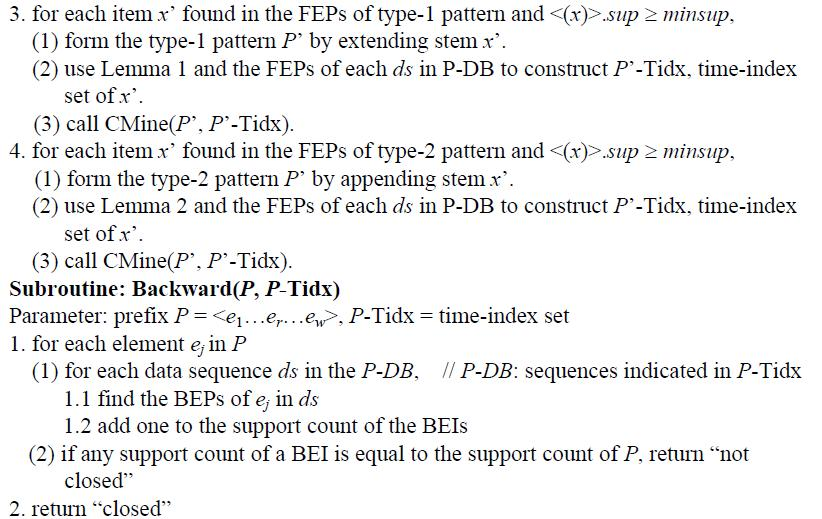 3. for each item x’ found in the FEPs of type-1 pattern and <(x)>.sup ≥ minsup,
(1) form the type-1 pattern P’ by extending stem x’.
(2) use Lemma 1 and the FEPs of each ds in P-DB to construct P’-Tidx, time-index
set of x’.
(3) call CMine(P’, P’-Tidx).
4. for each item x’ found in the FEPs of type-2 pattern and <(x)>.sup ≥ minsup,
(1) form the type-2 pattern P’ by appending stem x’.
(2) use Lemma 2 and the FEPs of each ds in P-DB to construct P’-Tidx, time-index
set of x’.
(3) call CMine(P’, P’-Tidx).
Subroutine: Backward(P, P-Tidx)
Parameter: prefix P = <e₁…eᵣ…e_w>, P-Tidx = time-index set
1. for each element eⱼ in P
(1) for each data sequence ds in the P-DB, // P-DB: sequences indicated in P-Tidx
1.1 find the BEPs of eⱼ in ds
1.2 add one to the support count of the BEIs
(2) if any support count of a BEI is equal to the support count of P, return “not
closed”
2. return “closed”